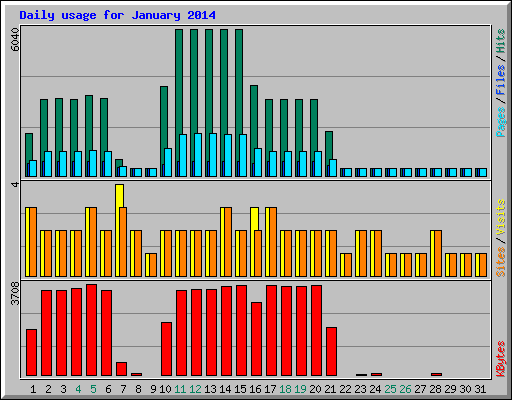 Daily usage for January 2014
6040
Pages / Files / Hits
4
Sites / Visits
3708
KBytes
1 2 3 4 5 6 7 8 9 10 11 12 13 14 15 16 17 18 19 20 21 22 23 24 25 26 27 28 29 30 31